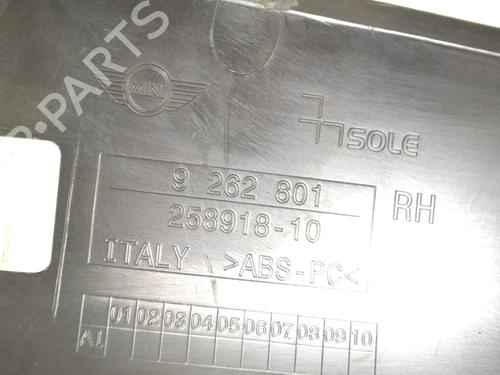 -PARTS
MINI
SOLE
9 262 801
258918-10
RH
ITALY >ABS-PC<
01 02 03 04 05 06 07 08 09 10